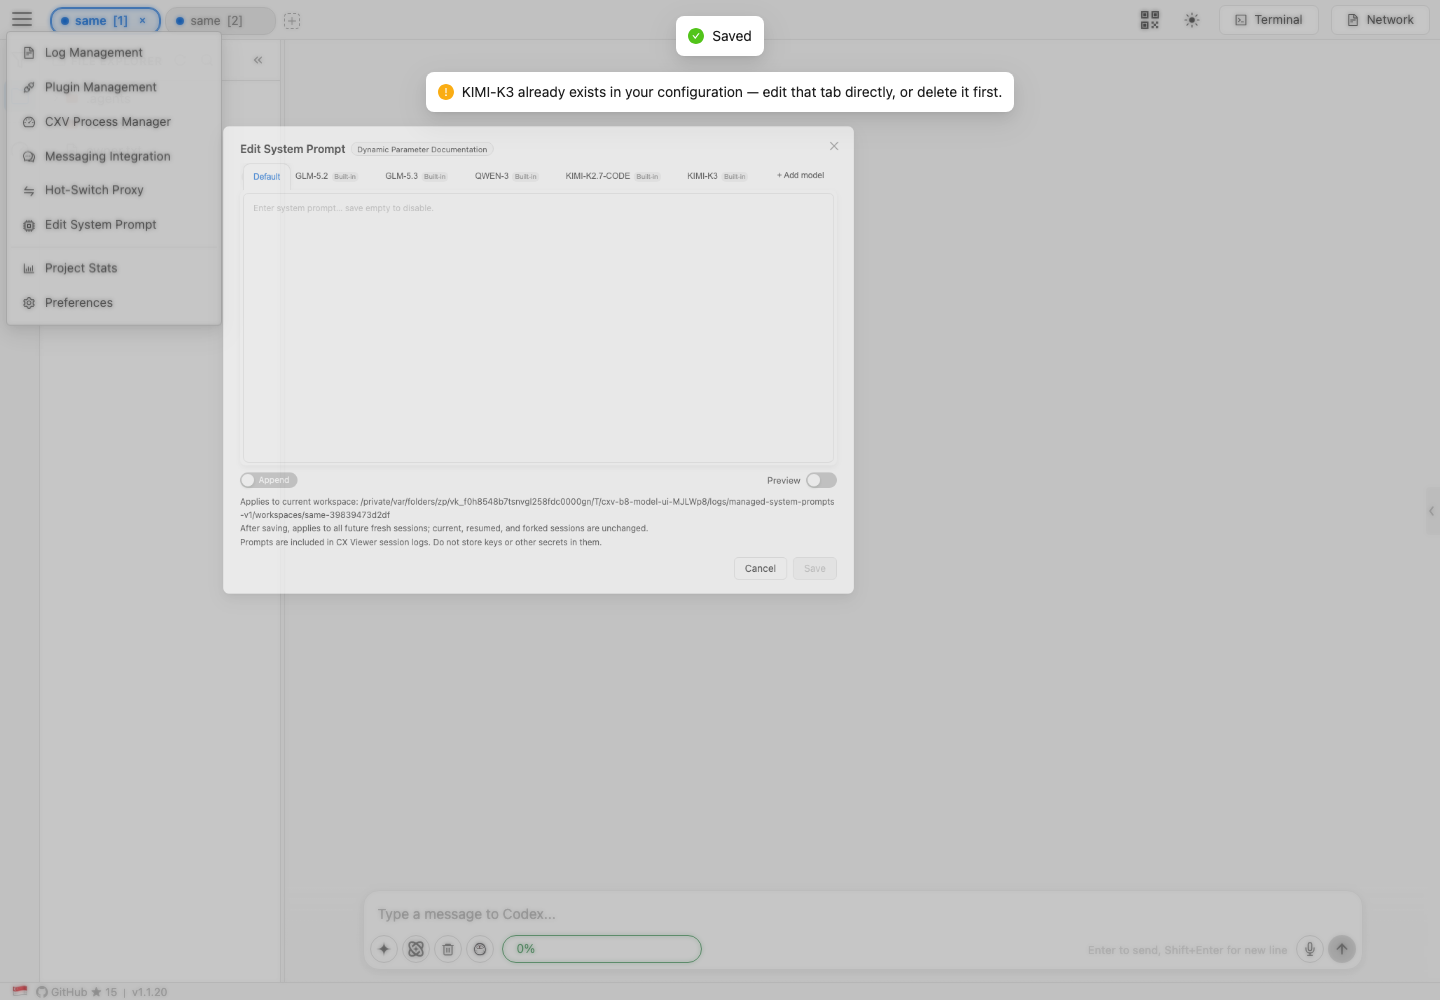 same [1] ×
same [2]
Saved
Terminal
Network
KIMI-K3 already exists in your configuration — edit that tab directly, or delete it first.
Log Management
Plugin Management
CXV Process Manager
Messaging Integration
Hot-Switch Proxy
Edit System Prompt
Project Stats
Preferences
Edit System Prompt
Dynamic Parameter Documentation
Default
GLM-5.2 Built-in
GLM-5.3 Built-in
QWEN-3 Built-in
KIMI-K2.7-CODE Built-in
KIMI-K3 Built-in
+ Add model
Enter system prompt... save empty to disable.
Append
Preview
Applies to current workspace: /private/var/folders/zp/vk_f0h8548b7tsnvgl258fdc0000gn/T/cxv-b8-model-ui-MJLWp8/logs/managed-system-prompts
-v1/workspaces/same-39839473d2df
After saving, applies to all future fresh sessions; current, resumed, and forked sessions are unchanged.
Prompts are included in CX Viewer session logs. Do not store keys or other secrets in them.
Cancel
Save
Type a message to Codex...
0%
Enter to send, Shift+Enter for new line
GitHub ★ 15 | v1.1.20